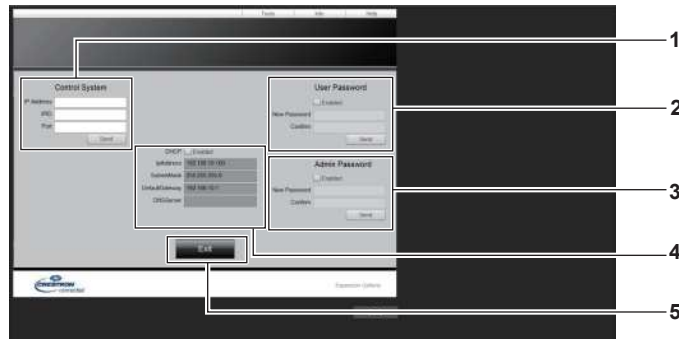 Tools Info Help
1
Control System
User Password
IP Address
Enabled
2
IPID
New Password
Port
Confirm
Send
Send
DHCP Enabled
Admin Password
IpAddress 192.168.10.100
Enabled
SubnetMask 255.255.255.0
3
DefaultGateway 192.168.10.1
New Password
DNSServer
Confirm
Send
Exit
4
CRESTRON
connected
Expansion Options
5